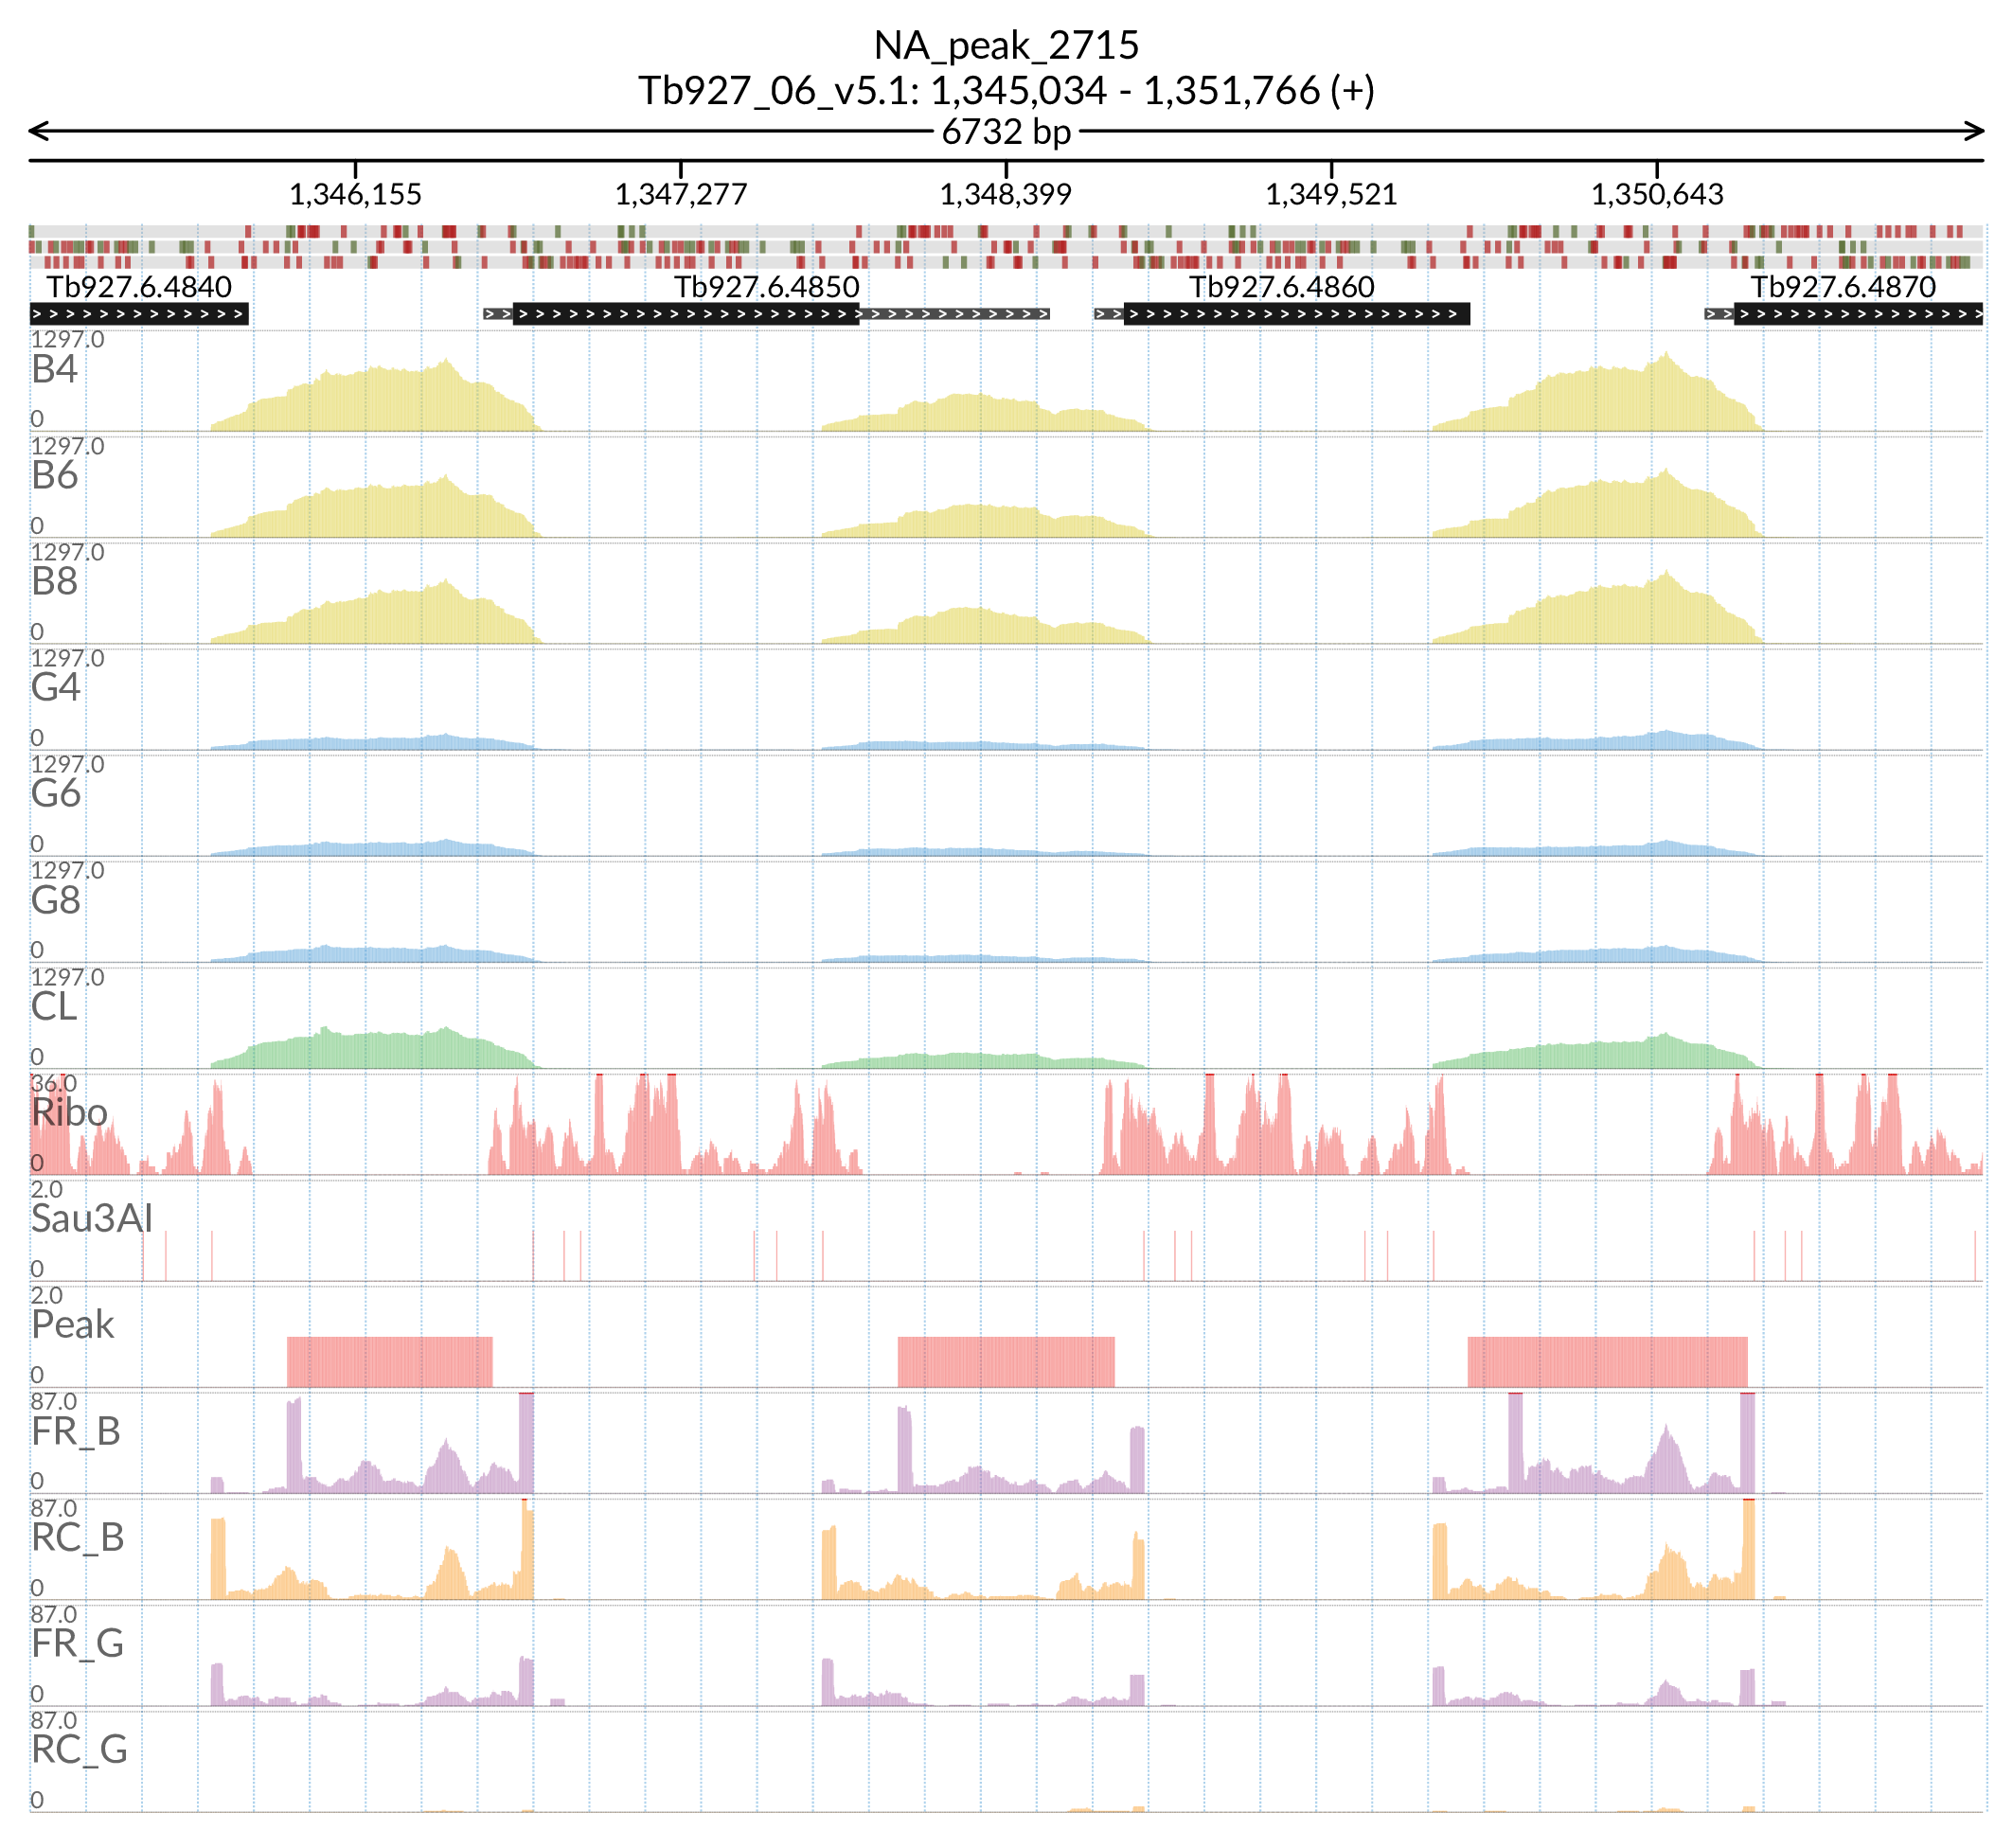 NA_peak_2715
Tb927_06_v5.1: 1,345,034 - 1,351,766 (+)
6732 bp
1,346,155 1,347,277 1,348,399 1,349,521 1,350,643
Tb927.6.4840 Tb927.6.4850 Tb927.6.4860 Tb927.6.4870
1297.0
B4
0
1297.0
B6
0
1297.0
B8
0
1297.0
G4
0
1297.0
G6
0
1297.0
G8
0
1297.0
CL
0
36.0
Ribo
0
2.0
Sau3AI
0
2.0
Peak
0
87.0
FR_B
0
87.0
RC_B
0
87.0
FR_G
0
87.0
RC_G
0